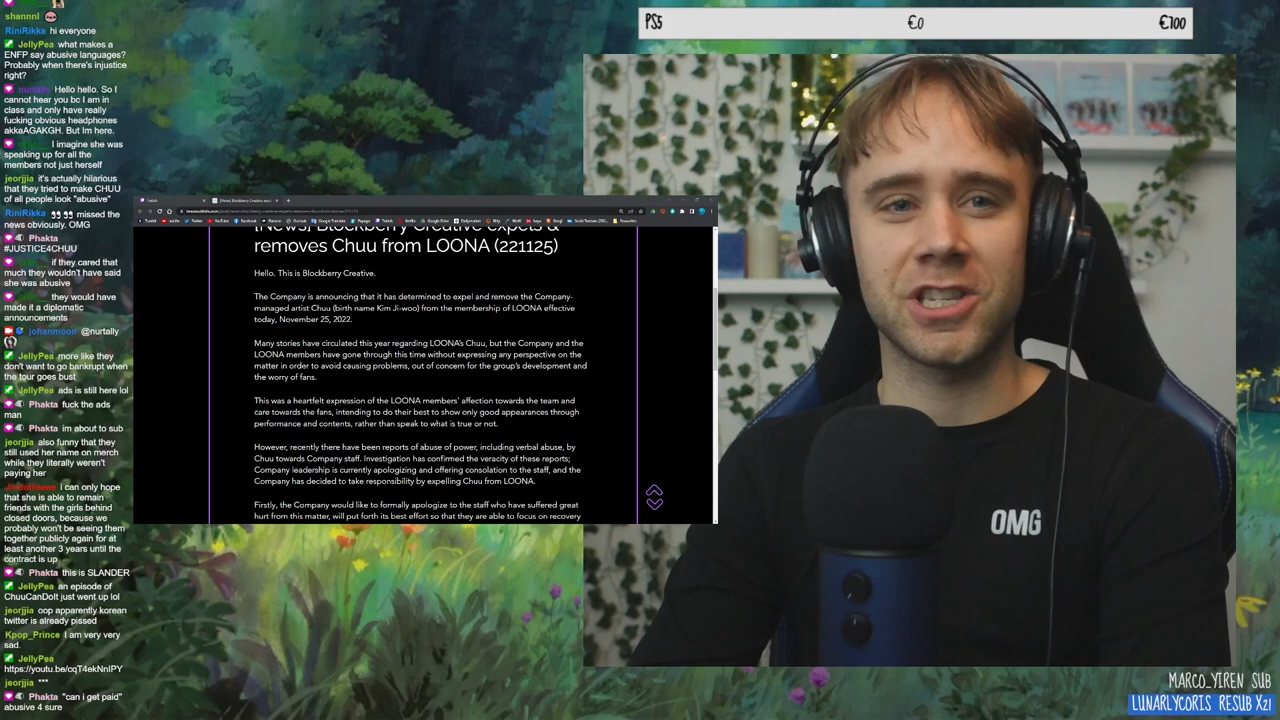 shannnl
RiniRikka hi everyone
JellyPea what makes a
ENFP say abusive languages?
Probably when there's injustice
right?
nurtally Hello hello. So I
cannot hear you bc I am in
class and only have really
fucking obvious headphones
akkaAGAKGH. But Im here.
I imagine she was
speaking up for all the
members not just herself
jeorjjia it's actually hilarious
that they tried to make CHUU
of all people look "abusive"
RiniRikka missed the
news obviously. OMG
Phakta
#JUSTICE4CHUU
if they cared that
much they wouldn't have said
she was abusive
they would have
made it a diplomatic
announcements
johanmoon @nurtally
JellyPea more like they
don't want to go bankrupt when
the tour goes bust
JellyPea ads is still here lol
Phakta fuck the ads
man
Phakta im about to sub
jeorjjia also funny that they
still used her name on merch
while they literally weren't
paying her
i can only hope
that she is able to remain
friends with the girls behind
closed doors, because we
probably won't be seeing them
together publicly again for at
least another 3 years until the
contract is up
Phakta this is SLANDER
JellyPea an episode of
ChuuCanDoIt just went up lol
jeorjjia oop apparently korean
twitter is already pissed
Kpop_Prince I am very very
sad.
JellyPea
https://youtu.be/cqT4ekNnIPY
jeorjjia ***
Phakta "can i get paid"
abusive 4 sure
[News] Blockberry Creative expels &
removes Chuu from LOONA (221125)
Hello. This is Blockberry Creative.
The Company is announcing that it has determined to expel and remove the Company-
managed artist Chuu (birth name Kim Ji-woo) from the membership of LOONA effective
today, November 25, 2022.
Many stories have circulated this year regarding LOONA's Chuu, but the Company and the
LOONA members have gone through this time without expressing any perspective on the
matter in order to avoid causing problems, out of concern for the group's development and
the worry of fans.
This was a heartfelt expression of the LOONA members' affection towards the team and
care towards the fans, intending to do their best to show only good appearances through
performance and contents, rather than speak to what is true or not.
However, recently there have been reports of abuse of power, including verbal abuse, by
Chuu towards Company staff. Investigation has confirmed the veracity of these reports;
Company leadership is currently apologizing and offering consolation to the staff, and the
Company has decided to take responsibility by expelling Chuu from LOONA.
Firstly, the Company would like to formally apologize to the staff who have suffered great
hurt from this matter, will put forth its best effort so that they are able to focus on recovery
PS5 €0 €700
OMG
MARCO_YIREN SUB
LUNARLYCORIS RESUB X21